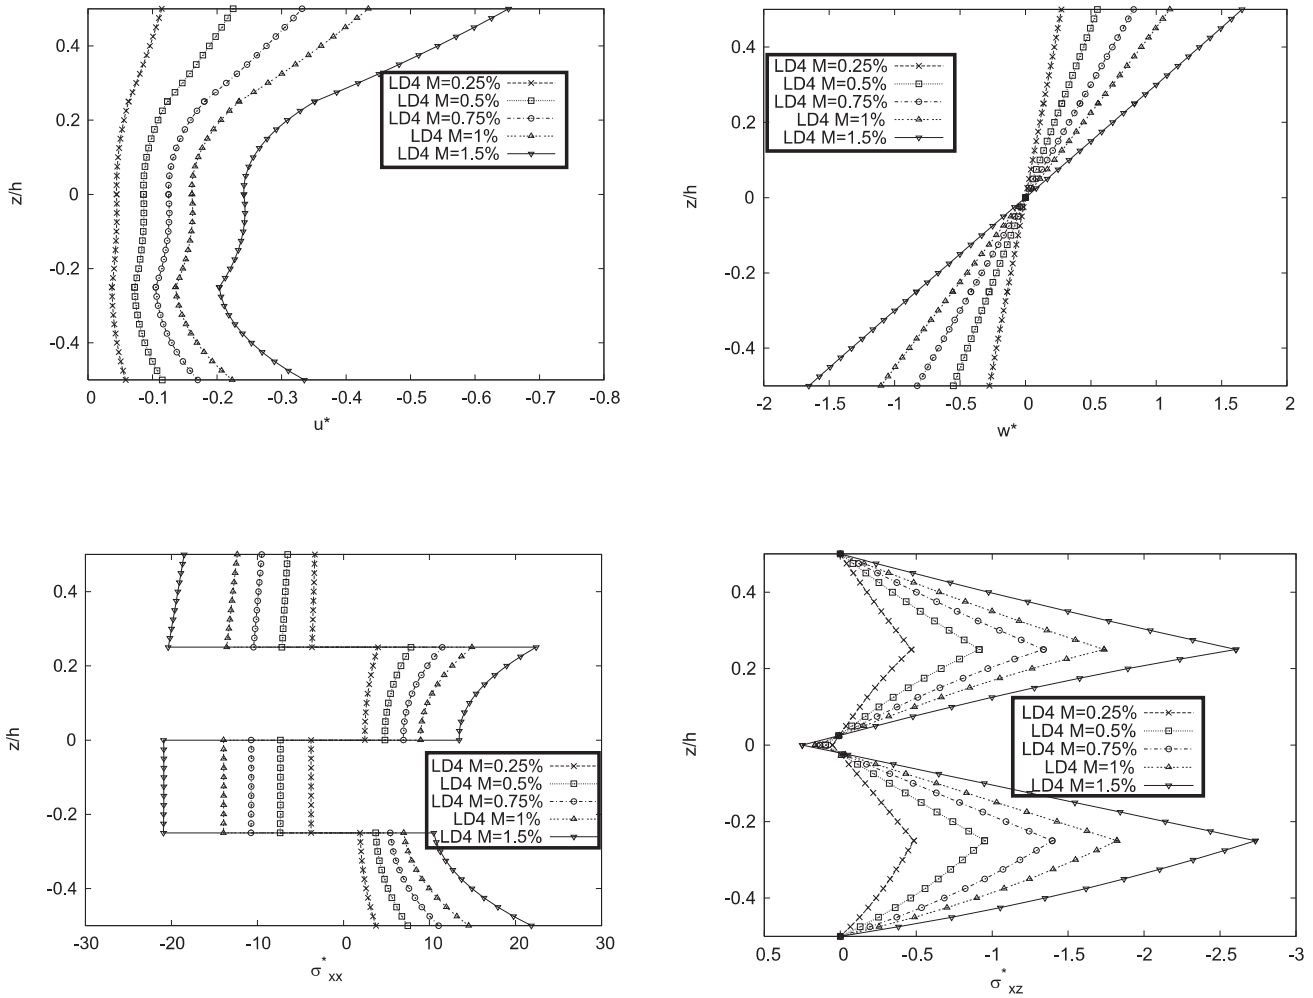 0.4
0.2
0
-0.2
-0.4
z/h
0 -0.1 -0.2 -0.3 -0.4 -0.5 -0.6 -0.7 -0.8
u*
LD4 M=0.25%
LD4 M=0.5%
LD4 M=0.75%
LD4 M=1%
LD4 M=1.5%
0.4
0.2
0
-0.2
-0.4
z/h
-2 -1.5 -1 -0.5 0 0.5 1 1.5 2
w*
LD4 M=0.25%
LD4 M=0.5%
LD4 M=0.75%
LD4 M=1%
LD4 M=1.5%
0.4
0.2
0
-0.2
-0.4
z/h
-30 -20 -10 0 10 20 30
σ*xx
LD4 M=0.25%
LD4 M=0.5%
LD4 M=0.75%
LD4 M=1%
LD4 M=1.5%
0.4
0.2
0
-0.2
-0.4
z/h
0.5 0 -0.5 -1 -1.5 -2 -2.5 -3
σ*xz
LD4 M=0.25%
LD4 M=0.5%
LD4 M=0.75%
LD4 M=1%
LD4 M=1.5%